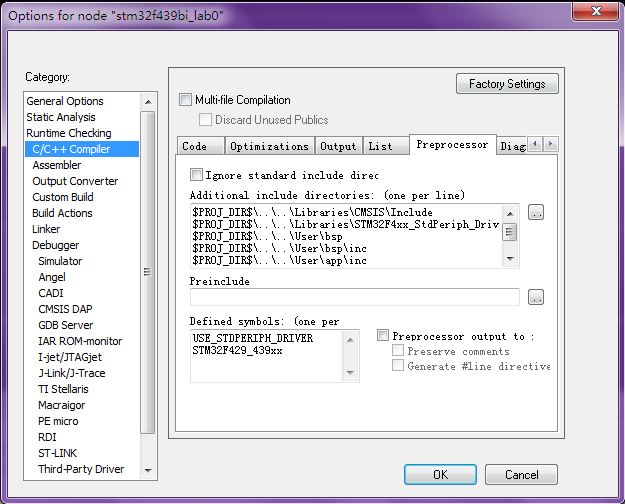 Options for node "stm32f439bi_lab0"
Category:
General Options
Static Analysis
Runtime Checking
C/C++ Compiler
Assembler
Output Converter
Custom Build
Build Actions
Linker
Debugger
Simulator
Angel
CADI
CMSIS DAP
GDB Server
IAR ROM-monitor
I-jet/JTAGjet
J-Link/J-Trace
TI Stellaris
Macraigor
PE micro
RDI
ST-LINK
Third-Party Driver
Factory Settings
Multi-file Compilation
Discard Unused Publics
Code Optimizations Output List Preprocessor Diag
Ignore standard include direc
Additional include directories: (one per line)
$PROJ_DIR$\..\..\Libraries\CMSIS\Include
$PROJ_DIR$\..\..\Libraries\STM32F4xx_StdPeriph_Driv
$PROJ_DIR$\..\..\User\bsp
$PROJ_DIR$\..\..\User\bsp\inc
$PROJ_DIR$\..\..\User\app\inc
...
Preinclude
...
Defined symbols: (one per
USE_STDPERIPH_DRIVER
STM32F429_439xx
Preprocessor output to :
Preserve comments
Generate #line directive
OK
Cancel